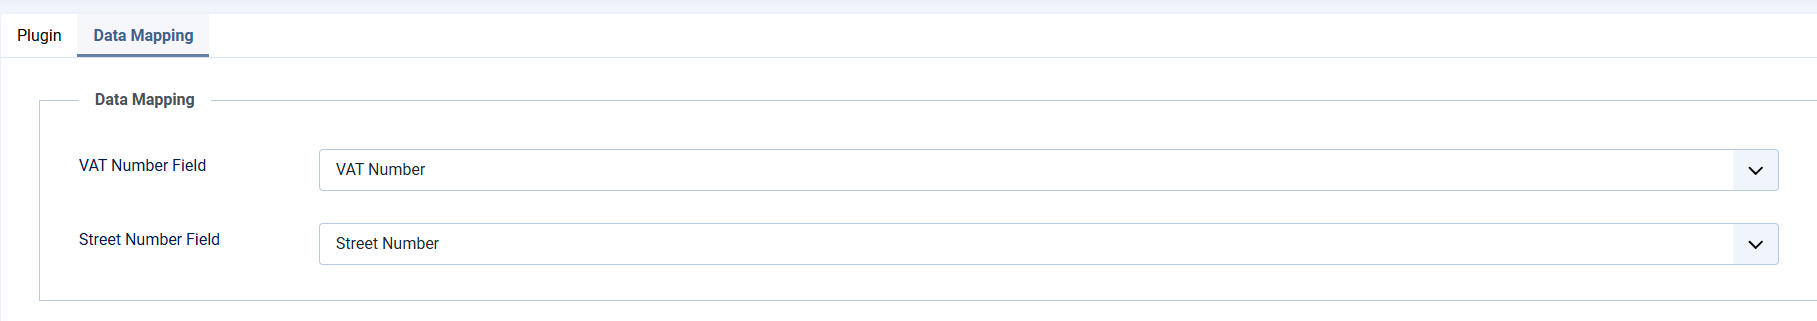 Plugin
Data Mapping
Data Mapping
VAT Number Field
VAT Number
Street Number Field
Street Number